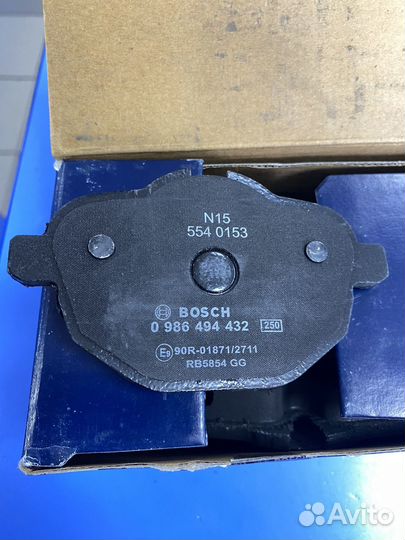 N15
554 0153
BOSCH
0 986 494 432 250
E9 90R-01871/2711
RB5854 GG
Avito